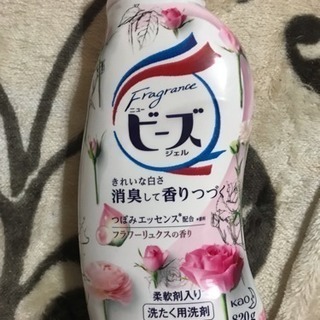 Fragrance
ニュー
ビーズ
ジェル
きれいな白さ
消臭して香りつづく
つぼみエッセンス*配合
フラワーリュクスの香り
柔軟剤入り
洗たく用洗剤
KAO
820g